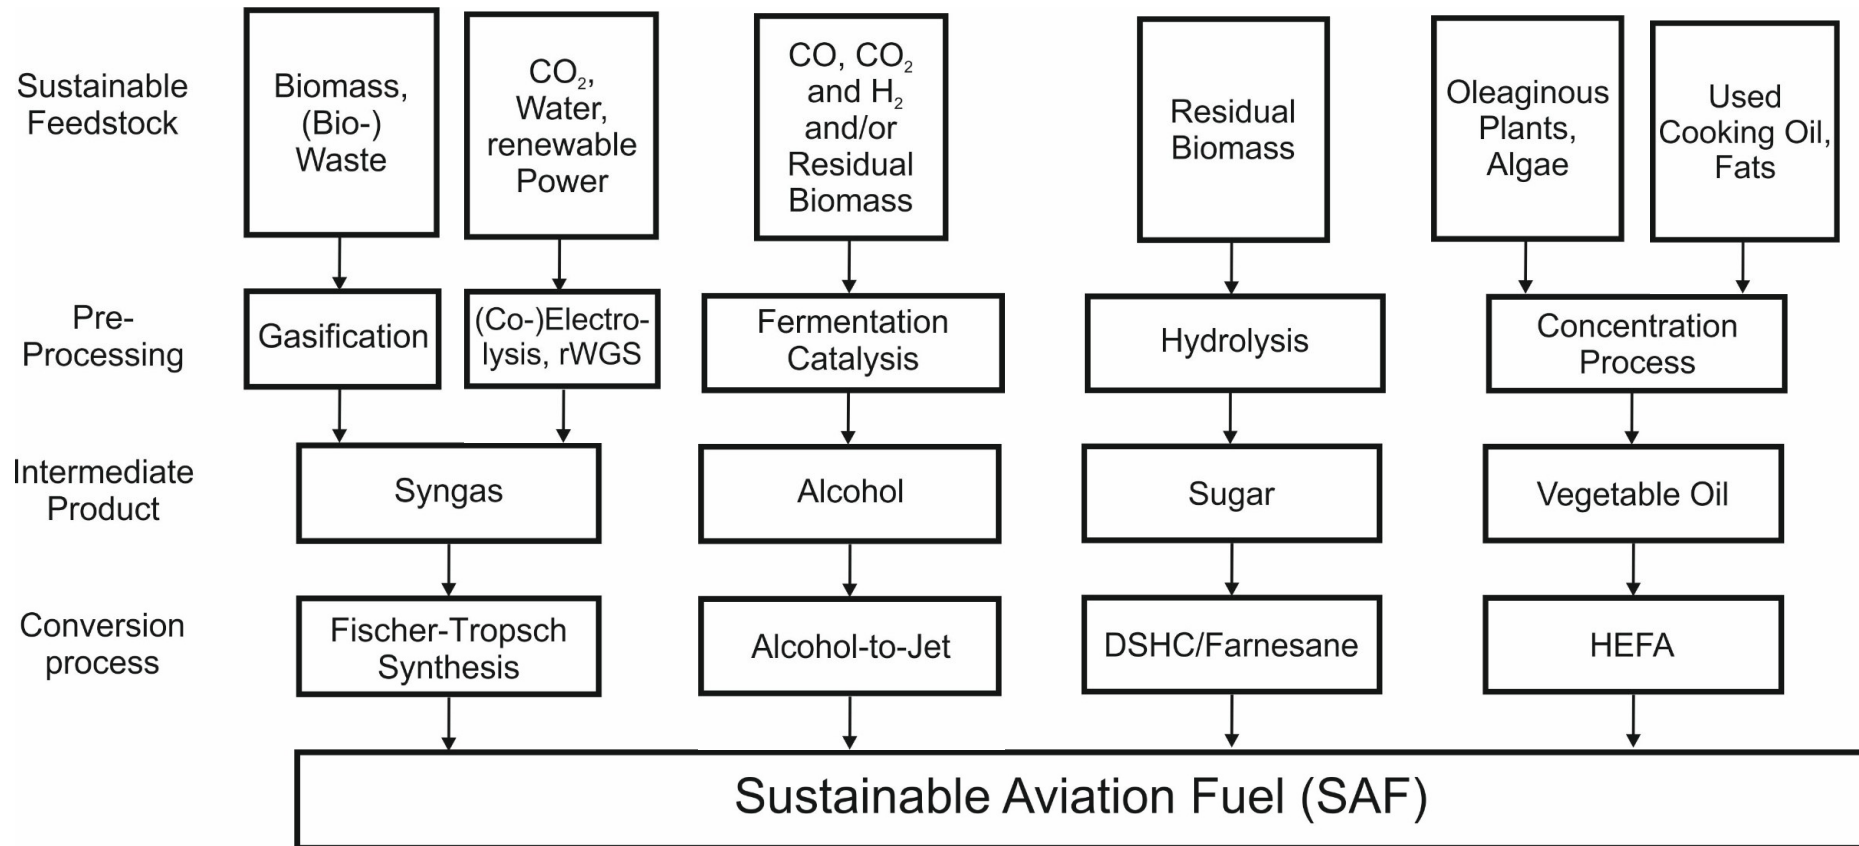 Sustainable
Feedstock
Biomass,
(Bio-)
Waste
CO₂,
Water,
renewable
Power
CO, CO₂
and H₂
and/or
Residual
Biomass
Residual
Biomass
Oleaginous
Plants,
Algae
Used
Cooking Oil,
Fats
Pre-
Processing
Gasification
(Co-)Electro-
lysis, rWGS
Fermentation
Catalysis
Hydrolysis
Concentration
Process
Intermediate
Product
Syngas
Alcohol
Sugar
Vegetable Oil
Conversion
process
Fischer-Tropsch
Synthesis
Alcohol-to-Jet
DSHC/Farnesane
HEFA
Sustainable Aviation Fuel (SAF)